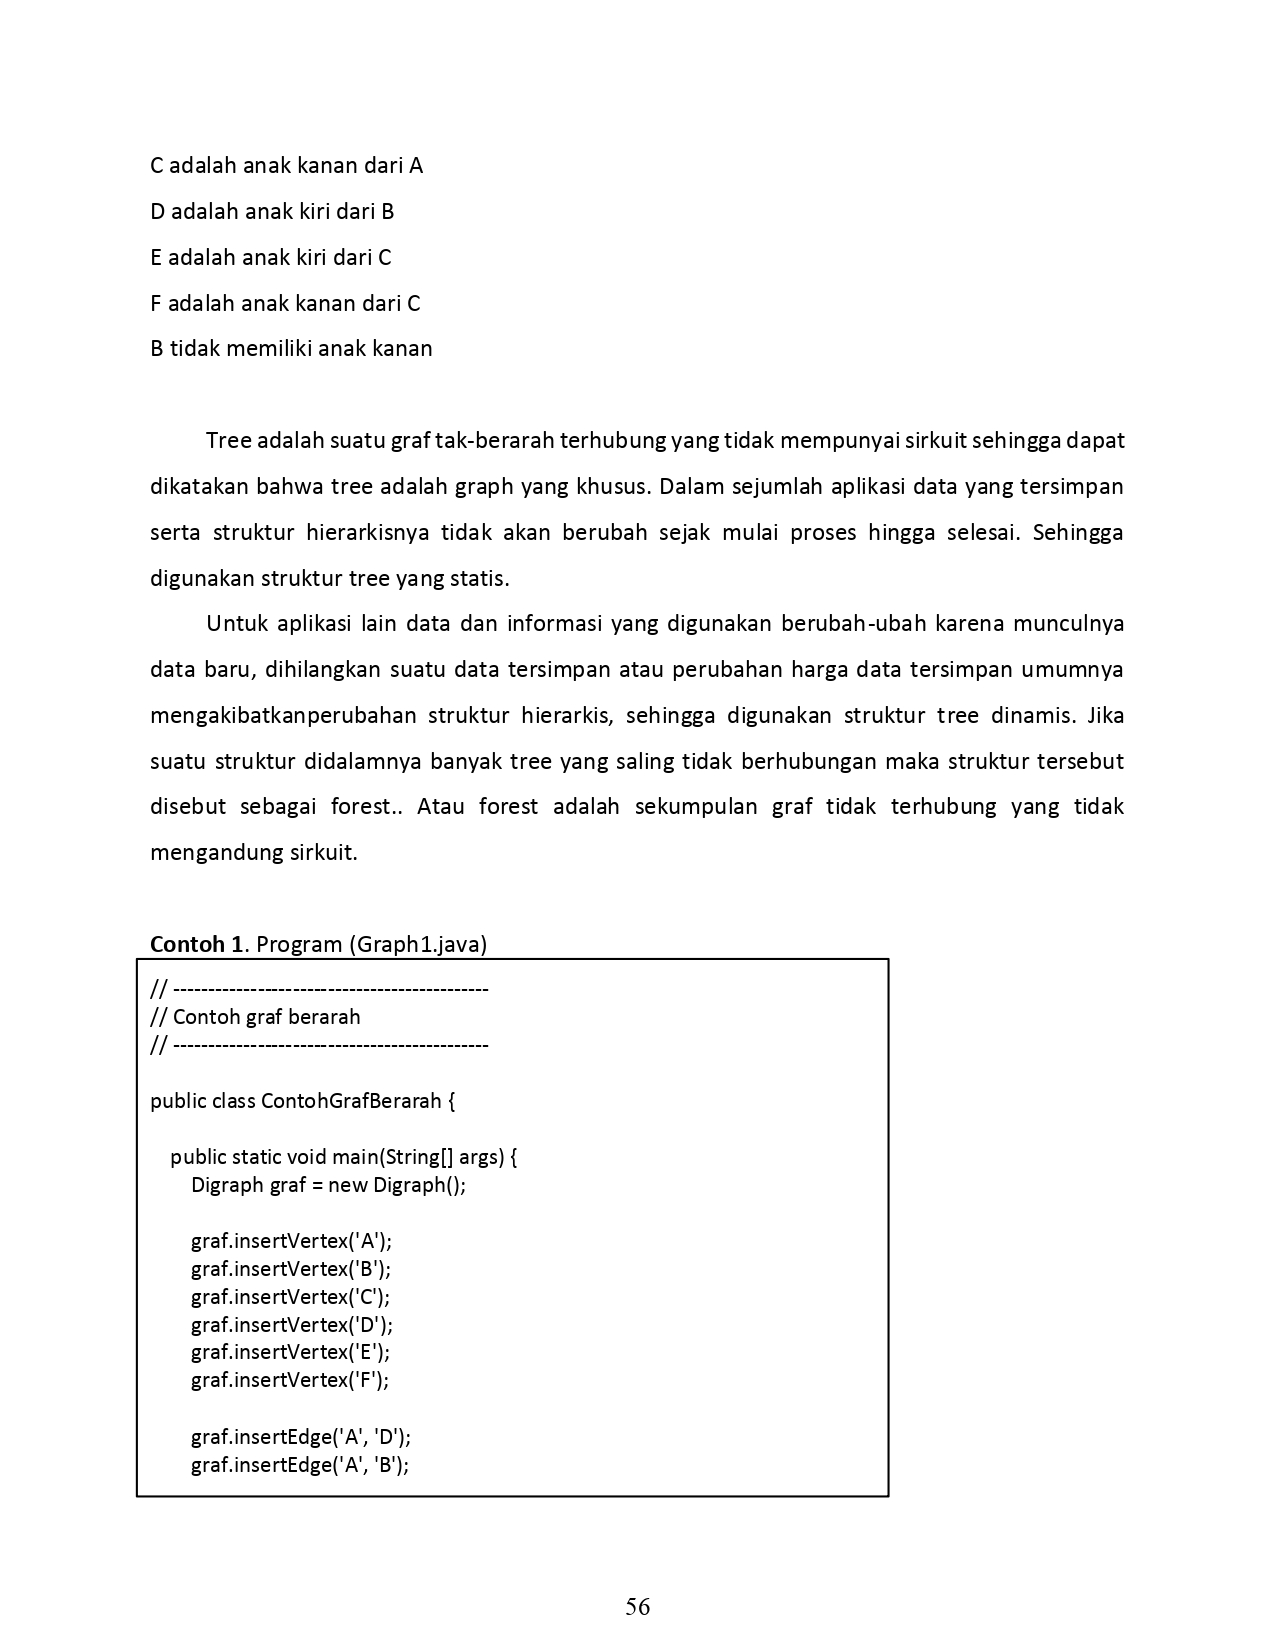 C adalah anak kanan dari A
D adalah anak kiri dari B
E adalah anak kiri dari C
F adalah anak kanan dari C
B tidak memiliki anak kanan
Tree adalah suatu graf tak-berarah terhubung yang tidak mempunyai sirkuit sehingga dapat
dikatakan bahwa tree adalah graph yang khusus. Dalam sejumlah aplikasi data yang tersimpan
serta struktur hierarkisnya tidak akan berubah sejak mulai proses hingga selesai. Sehingga
digunakan struktur tree yang statis.
Untuk aplikasi lain data dan informasi yang digunakan berubah-ubah karena munculnya
data baru, dihilangkan suatu data tersimpan atau perubahan harga data tersimpan umumnya
mengakibatkanperubahan struktur hierarkis, sehingga digunakan struktur tree dinamis. Jika
suatu struktur didalamnya banyak tree yang saling tidak berhubungan maka struktur tersebut
disebut sebagai forest.. Atau forest adalah sekumpulan graf tidak terhubung yang tidak
mengandung sirkuit.
Contoh 1. Program (Graph1.java)
// ---------------------------------------------
// Contoh graf berarah
// ---------------------------------------------
public class ContohGrafBerarah {
public static void main(String[] args) {
Digraph graf = new Digraph();
graf.insertVertex('A');
graf.insertVertex('B');
graf.insertVertex('C');
graf.insertVertex('D');
graf.insertVertex('E');
graf.insertVertex('F');
graf.insertEdge('A', 'D');
graf.insertEdge('A', 'B');
56